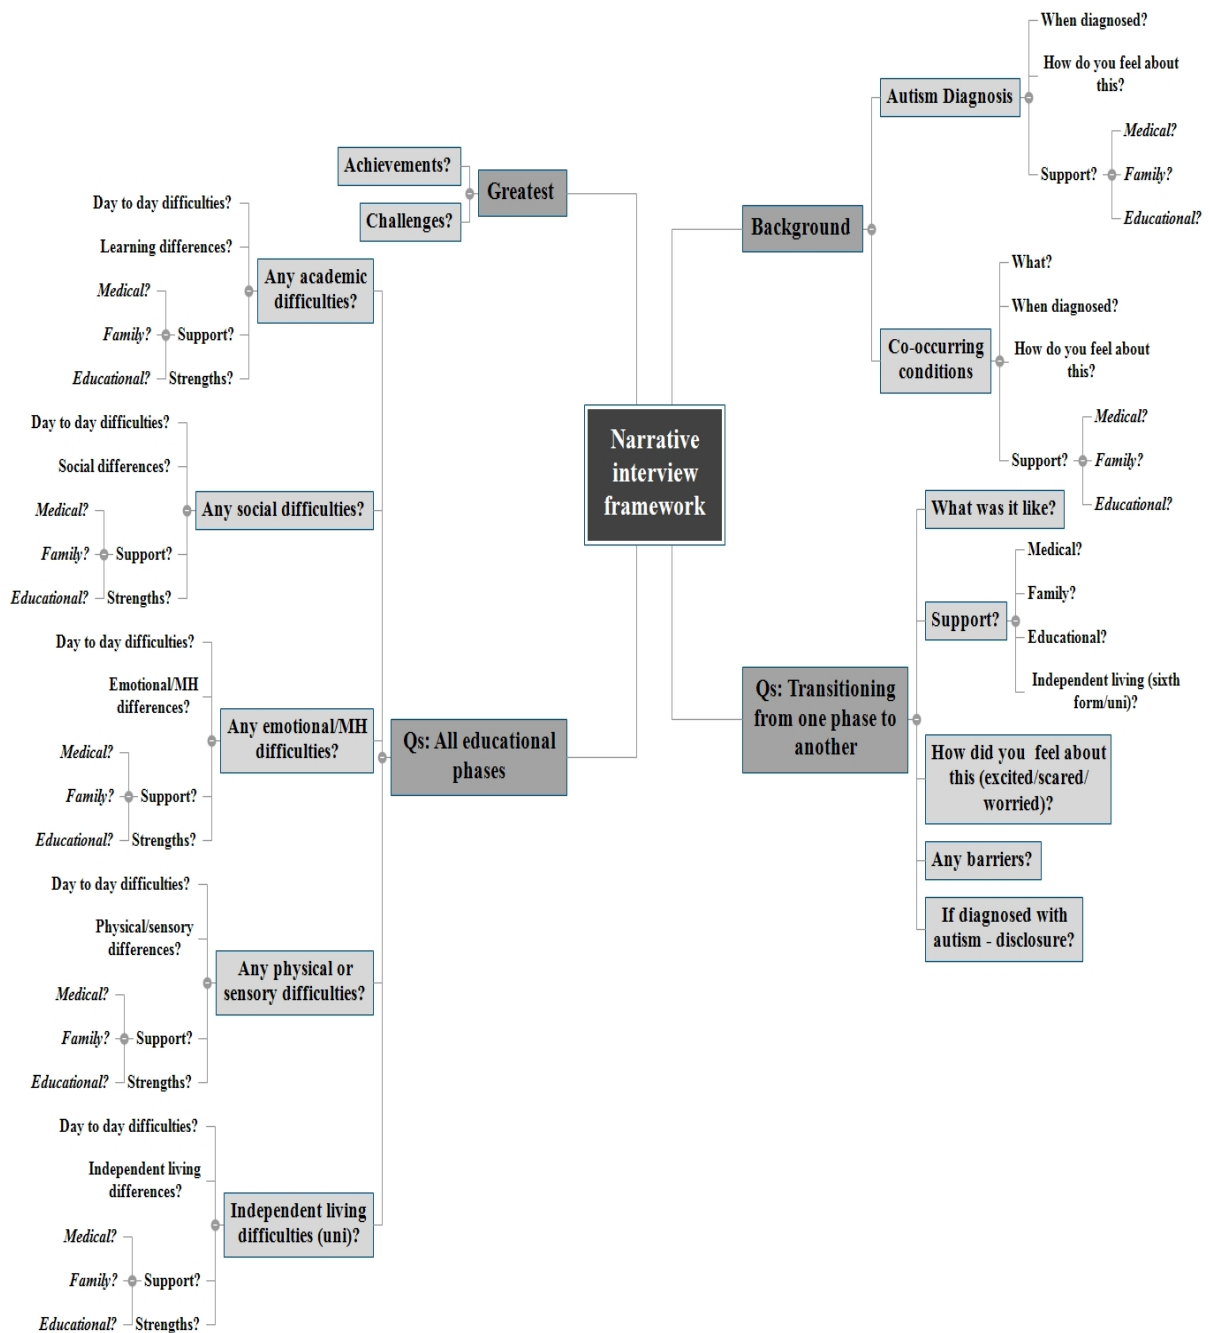 Narrative
interview
framework
Greatest
Achievements?
Challenges?
Background
Autism Diagnosis
When diagnosed?
How do you feel about
this?
Support?
Medical?
Family?
Educational?
Co-occurring
conditions
What?
When diagnosed?
How do you feel about
this?
Support?
Medical?
Family?
Educational?
Qs: Transitioning
from one phase to
another
What was it like?
Support?
Medical?
Family?
Educational?
Independent living (sixth
form/uni)?
How did you feel about
this (excited/scared/
worried)?
Any barriers?
If diagnosed with
autism - disclosure?
Qs: All educational
phases
Any academic
difficulties?
Day to day difficulties?
Learning differences?
Support?
Medical?
Family?
Educational?
Strengths?
Any social difficulties?
Day to day difficulties?
Social differences?
Support?
Medical?
Family?
Educational?
Strengths?
Any emotional/MH
difficulties?
Day to day difficulties?
Emotional/MH
differences?
Support?
Medical?
Family?
Educational?
Strengths?
Any physical or
sensory difficulties?
Day to day difficulties?
Physical/sensory
differences?
Support?
Medical?
Family?
Educational?
Strengths?
Independent living
difficulties (uni)?
Day to day difficulties?
Independent living
differences?
Support?
Medical?
Family?
Educational?
Strengths?